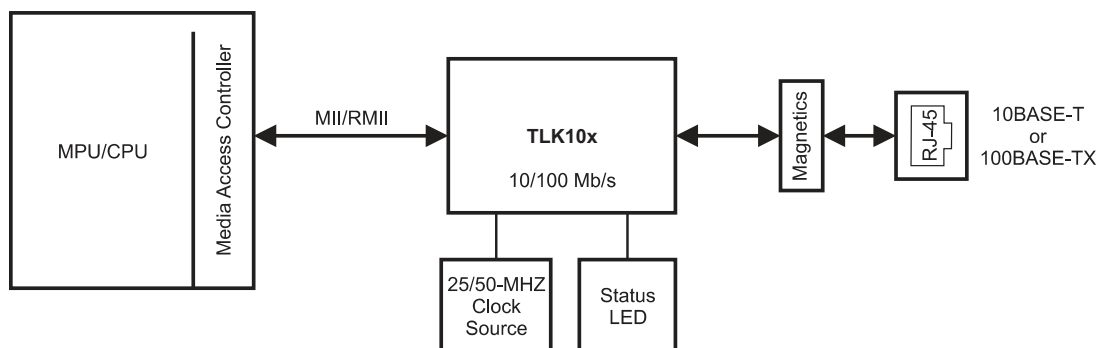 MPU/CPU
Media Access Controller
MII/RMII
TLK10x
10/100 Mb/s
25/50-MHZ
Clock
Source
Status
LED
Magnetics
RJ-45
10BASE-T
or
100BASE-TX